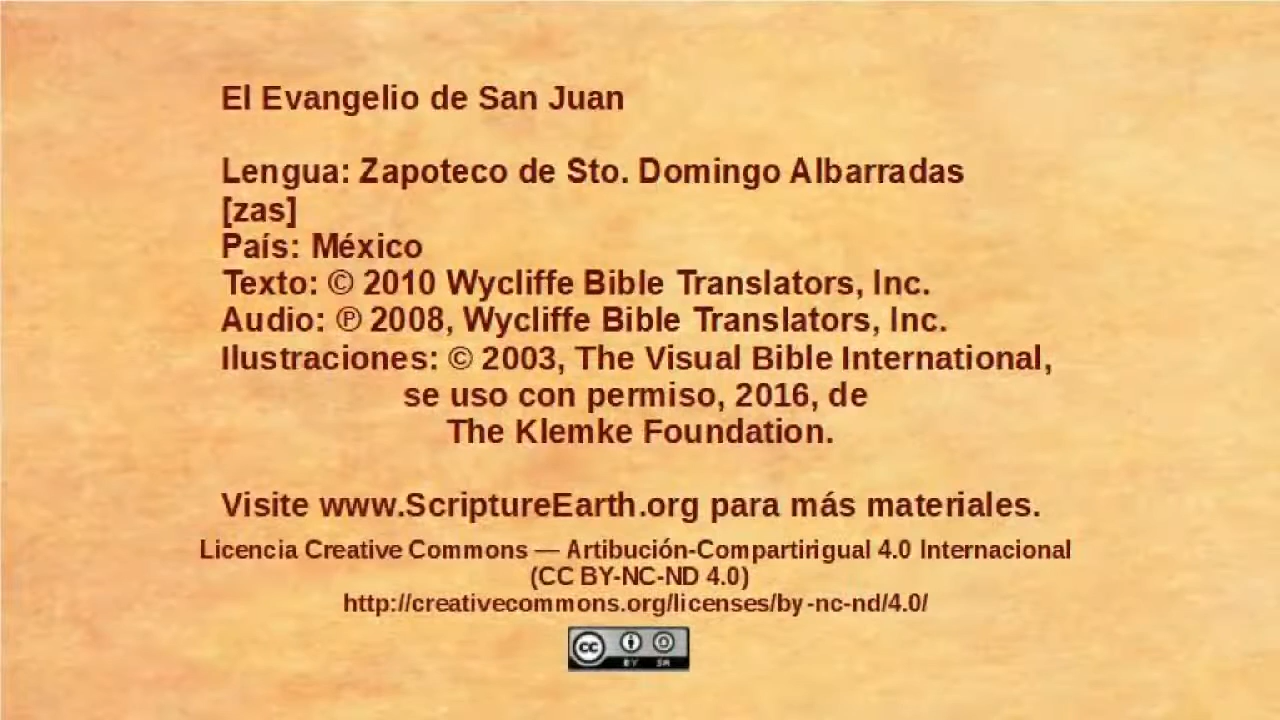 El Evangelio de San Juan
Lengua: Zapoteco de Sto. Domingo Albarradas
[zas]
País: México
Texto: © 2010 Wycliffe Bible Translators, Inc.
Audio: ℗ 2008, Wycliffe Bible Translators, Inc.
Ilustraciones: © 2003, The Visual Bible International,
se uso con permiso, 2016, de
The Klemke Foundation.
Visite www.ScriptureEarth.org para más materiales.
Licencia Creative Commons — Artibución-Compartirigual 4.0 Internacional
(CC BY-NC-ND 4.0)
http://creativecommons.org/licenses/by-nc-nd/4.0/
cc BY SA